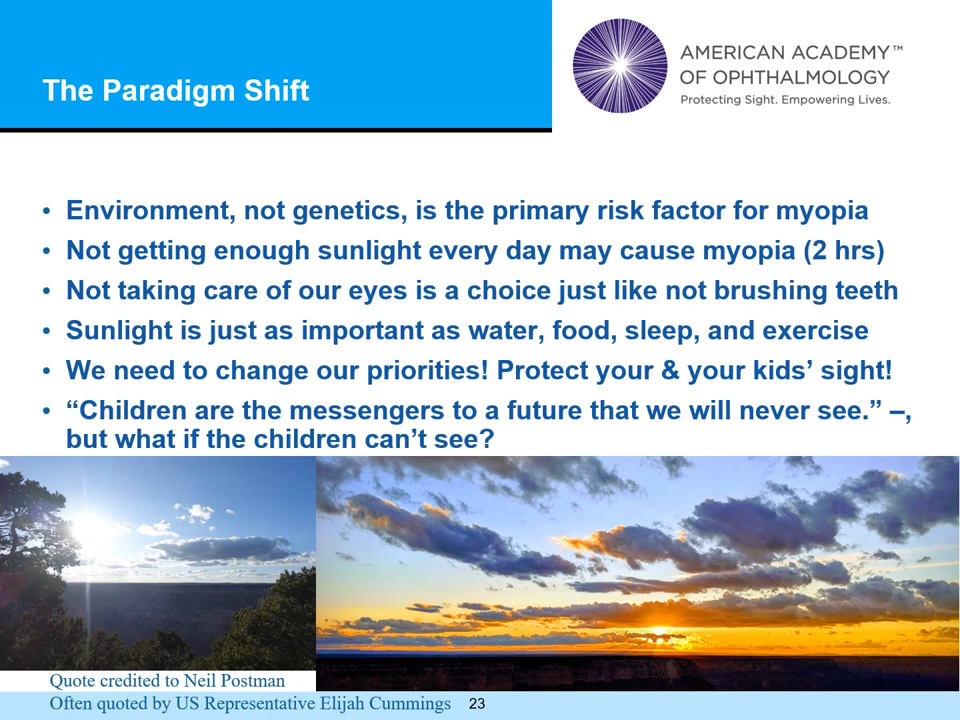 The Paradigm Shift
AMERICAN ACADEMY™
OF OPHTHALMOLOGY
Protecting Sight. Empowering Lives.
• Environment, not genetics, is the primary risk factor for myopia
• Not getting enough sunlight every day may cause myopia (2 hrs)
• Not taking care of our eyes is a choice just like not brushing teeth
• Sunlight is just as important as water, food, sleep, and exercise
• We need to change our priorities! Protect your & your kids’ sight!
• “Children are the messengers to a future that we will never see.” –,
but what if the children can’t see?
Quote credited to Neil Postman
Often quoted by US Representative Elijah Cummings
23